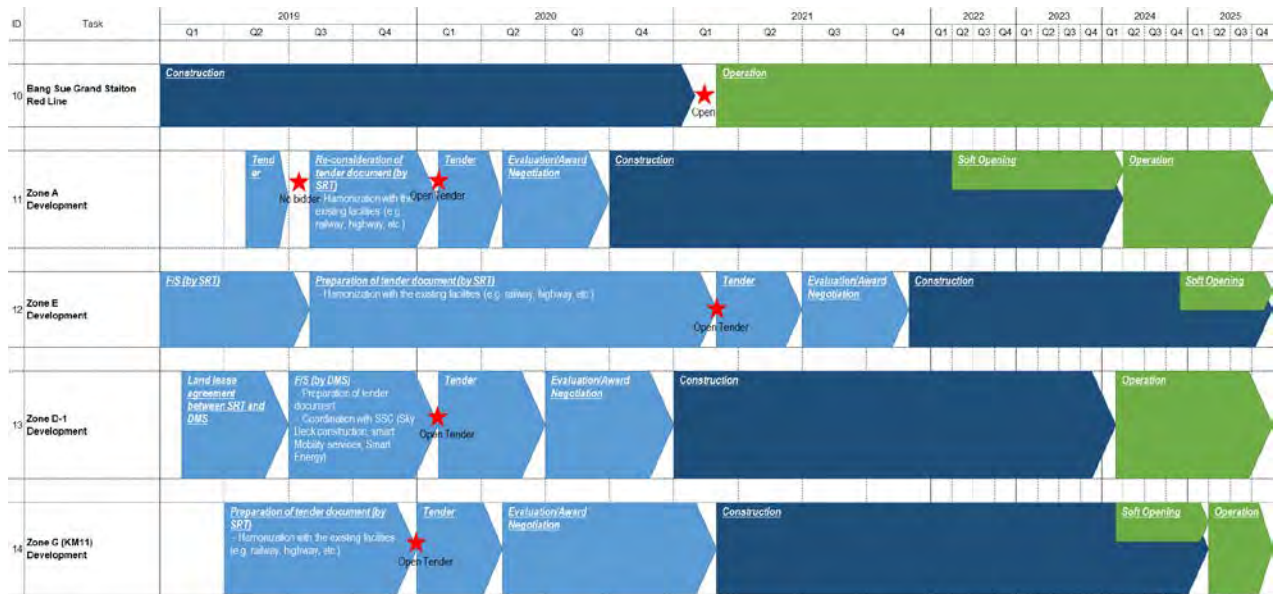 2019 2020 2021 2022 2023 2024 2025
ID Task
Q1 Q2 Q3 Q4 Q1 Q2 Q3 Q4 Q1 Q2 Q3 Q4 Q1 Q2 Q3 Q4 Q1 Q2 Q3 Q4 Q1 Q2 Q3 Q4 Q1 Q2 Q3 Q4
10
Bang Sue Grand Staiton
Red Line
Construction
Open
Operation
11
Zone A
Development
Tend
er
No bidder
Re-consideration of
tender document (by
SRT)
- Harmonization with the
existing facilities (e.g.
railway, highway, etc.)
Open Tender
Tender
Evaluation/Award
Negotiation
Construction
Soft Opening
Operation
12
Zone E
Development
F/S (by SRT)
Preparation of tender document (by SRT)
- Harmonization with the existing facilities (e.g. railway, highway, etc.)
Open Tender
Tender
Evaluation/Award
Negotiation
Construction
Soft Opening
13
Zone D-1
Development
Land lease
agreement
between SRT and
DMS
F/S (by DMS)
- Preparation of tender
document
- Coordination with SSC (Sky
Deck construction, smart
Mobility services, Smart
Energy)
Open Tender
Tender
Evaluation/Award
Negotiation
Construction
Operation
14
Zone G (KM11)
Development
Preparation of tender document (by
SRT)
- Harmonization with the existing facilities
(e.g. railway, highway, etc.)
Open Tender
Tender
Evaluation/Award
Negotiation
Construction
Soft Opening
Operation